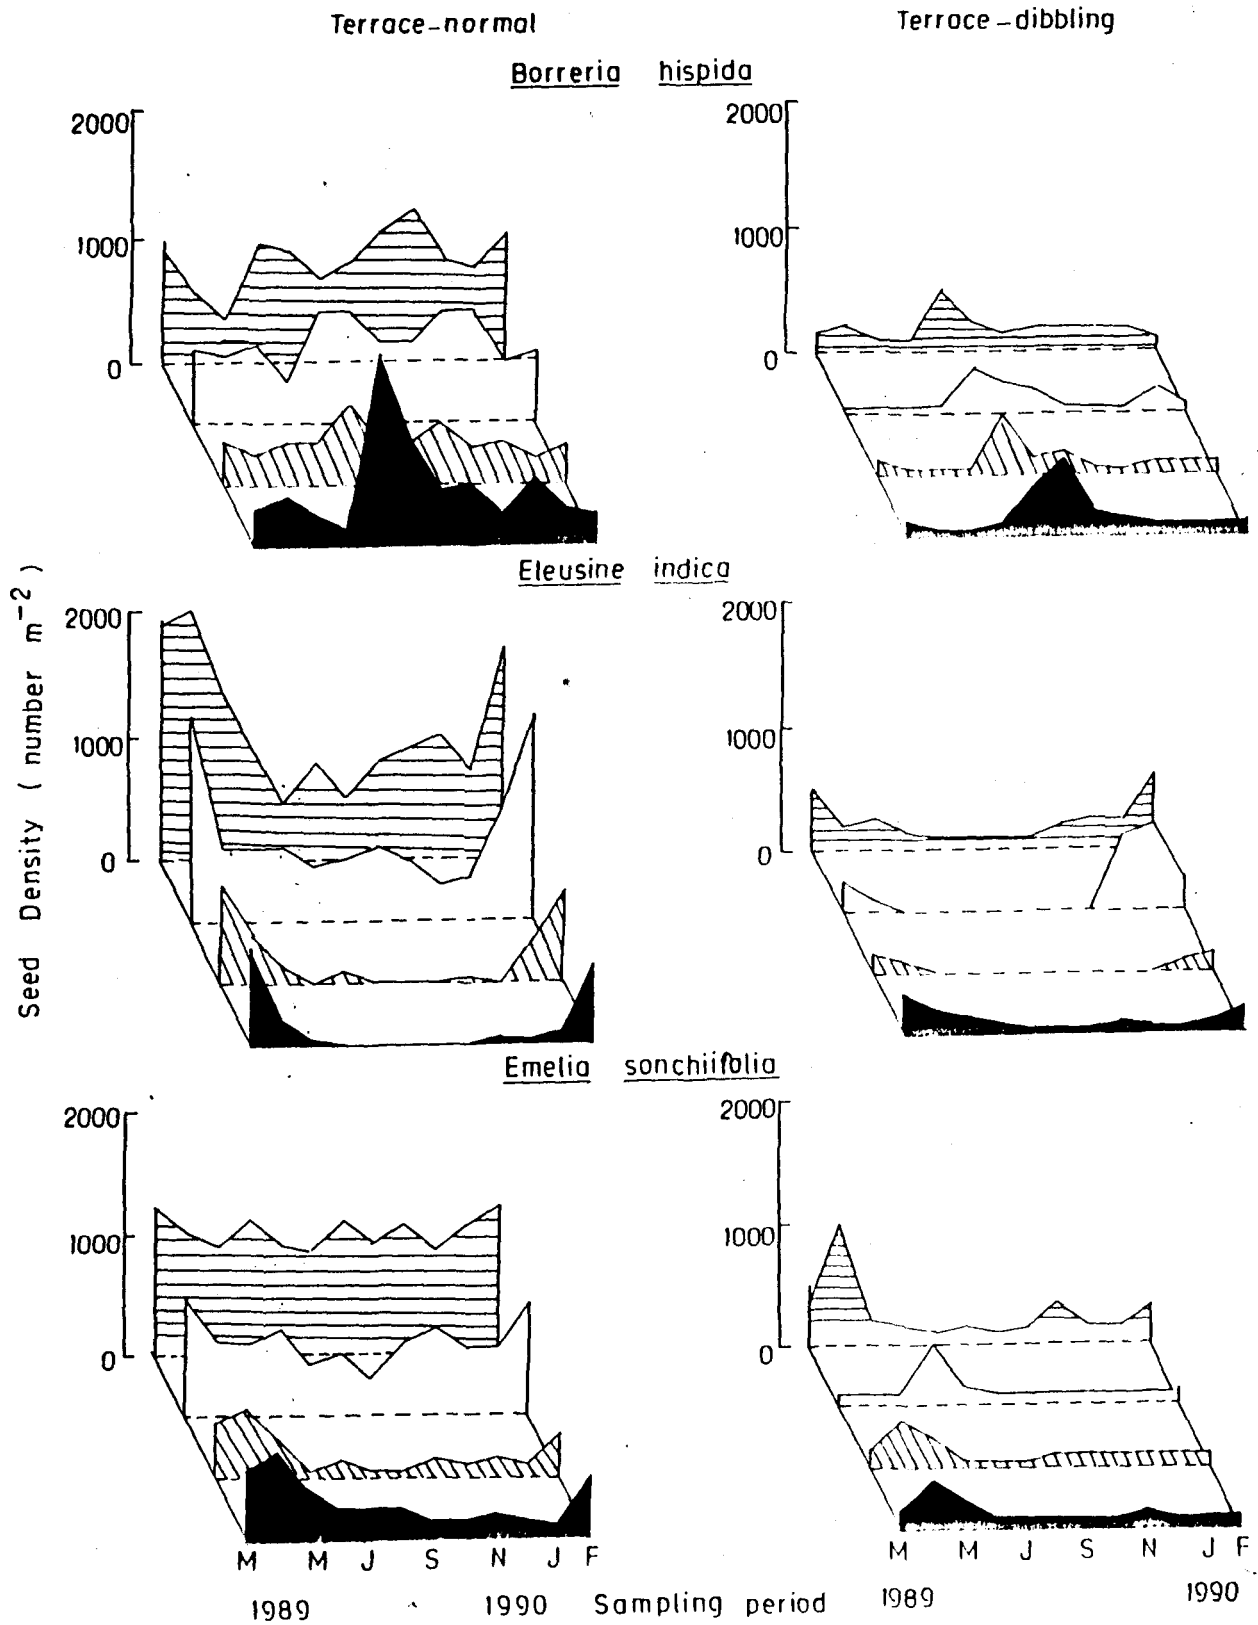 Terrace-normal Terrace-dibbling
Borreria hispida
2000 2000
1000 1000
0 0
Eleusine indica
2000 2000
1000 1000
0 0
Seed Density ( number m⁻² )
Emelia sonchiifolia
2000 2000
1000 1000
0 0
M M J S N J F M M J S N J F
1989 1990 Sampling period 1989 1990